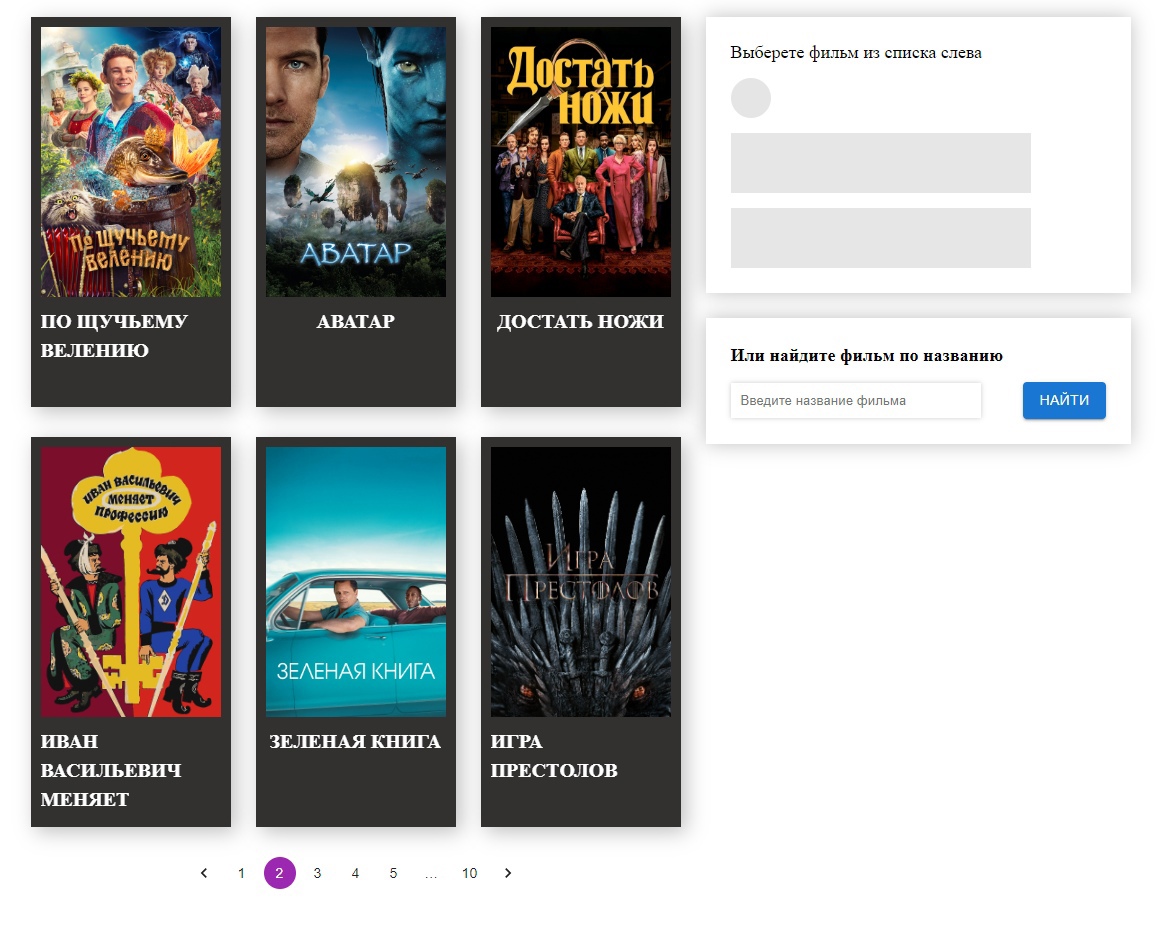 По щучьему
велению
ПО ЩУЧЬЕМУ
ВЕЛЕНИЮ
АВАТАР
АВАТАР
Достать
ножи
ДОСТАТЬ НОЖИ
Выберете фильм из списка слева
Или найдите фильм по названию
Введите название фильма
НАЙТИ
ИВАН ВАСИЛЬЕВИЧ
МЕНЯЕТ
ПРОФЕССИЮ
ИВАН
ВАСИЛЬЕВИЧ
МЕНЯЕТ
ЗЕЛЕНАЯ КНИГА
ЗЕЛЕНАЯ КНИГА
ИГРА
ПРЕСТОЛОВ
ИГРА
ПРЕСТОЛОВ
1 2 3 4 5 … 10